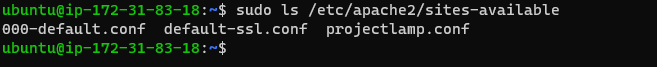 ubuntu@ip-172-31-83-18:~$ sudo ls /etc/apache2/sites-available
000-default.conf  default-ssl.conf  projectlamp.conf
ubuntu@ip-172-31-83-18:~$